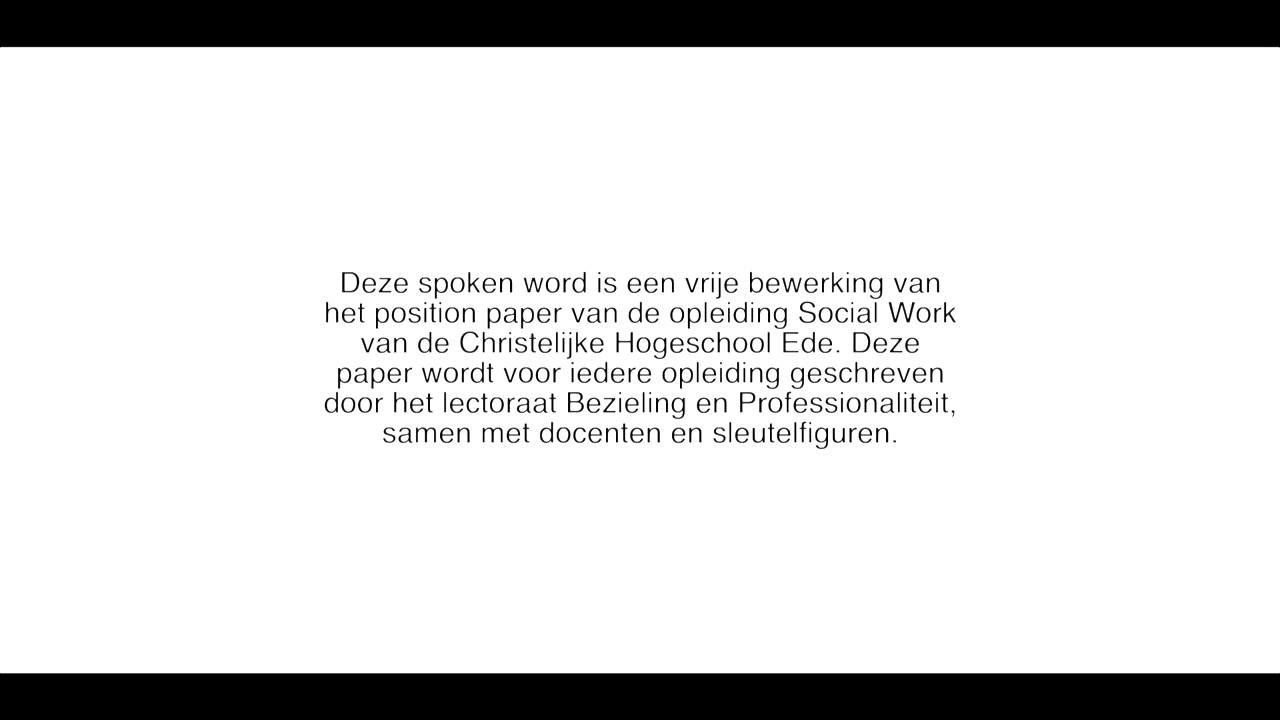 Deze spoken word is een vrije bewerking van
het position paper van de opleiding Social Work
van de Christelijke Hogeschool Ede. Deze
paper wordt voor iedere opleiding geschreven
door het lectoraat Bezieling en Professionaliteit,
samen met docenten en sleutelfiguren.